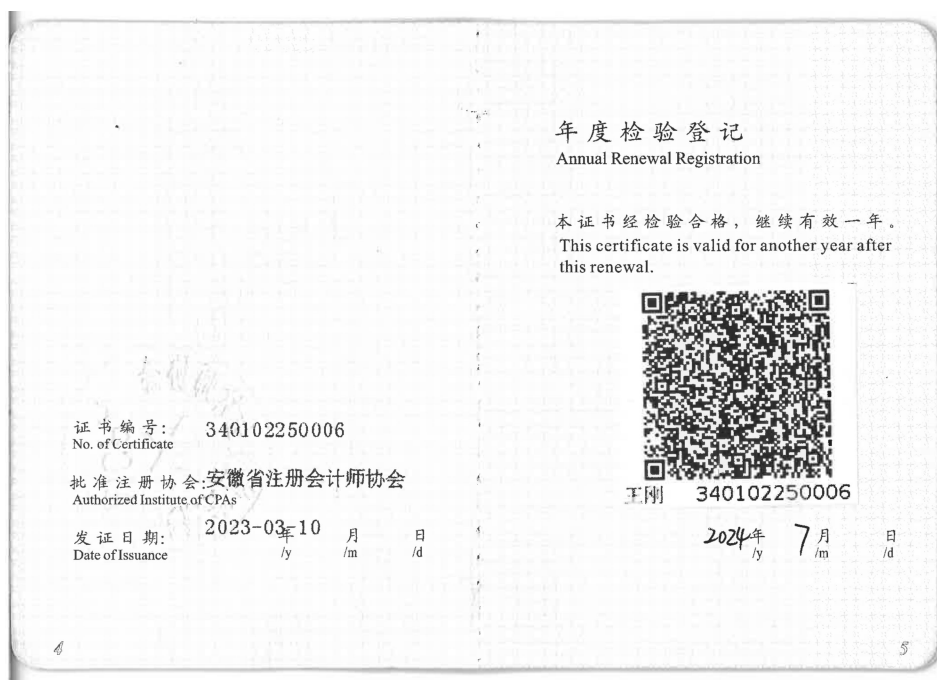 证书编号: 340102250006
No. of Certificate
批准注册协会: 安徽省注册会计师协会
Authorized Institute of CPAs
发证日期: 2023-03-10 年 月 日
Date of Issuance /y /m /d
4
年度检验登记
Annual Renewal Registration
本证书经检验合格，继续有效一年。
This certificate is valid for another year after
this renewal.
王刚 340102250006
2024年 7月 日
/y /m /d
5